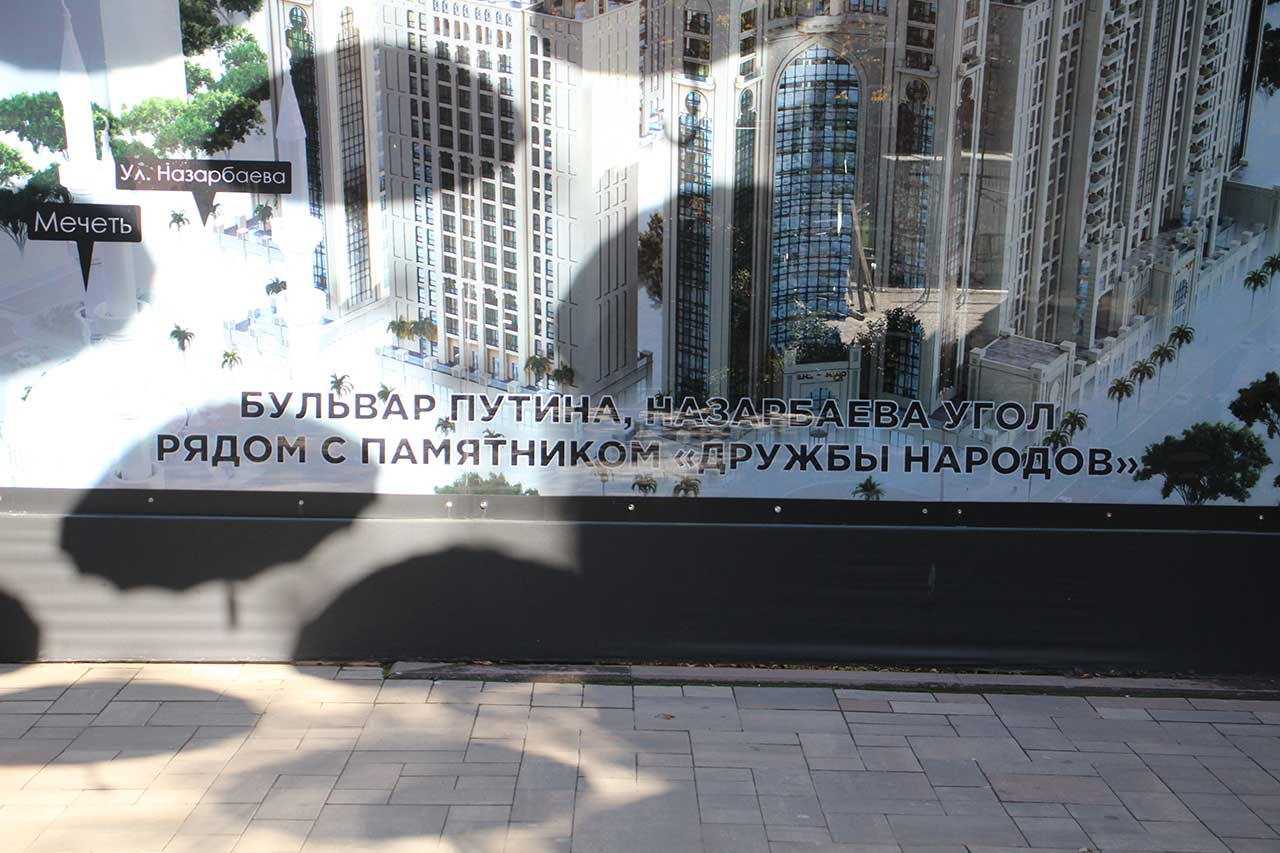 Ул. Назарбаева
Мечеть
БУЛЬВАР ПУТИНА, НАЗАРБАЕВА УГОЛ
РЯДОМ С ПАМЯТНИКОМ «ДРУЖБЫ НАРОДОВ»